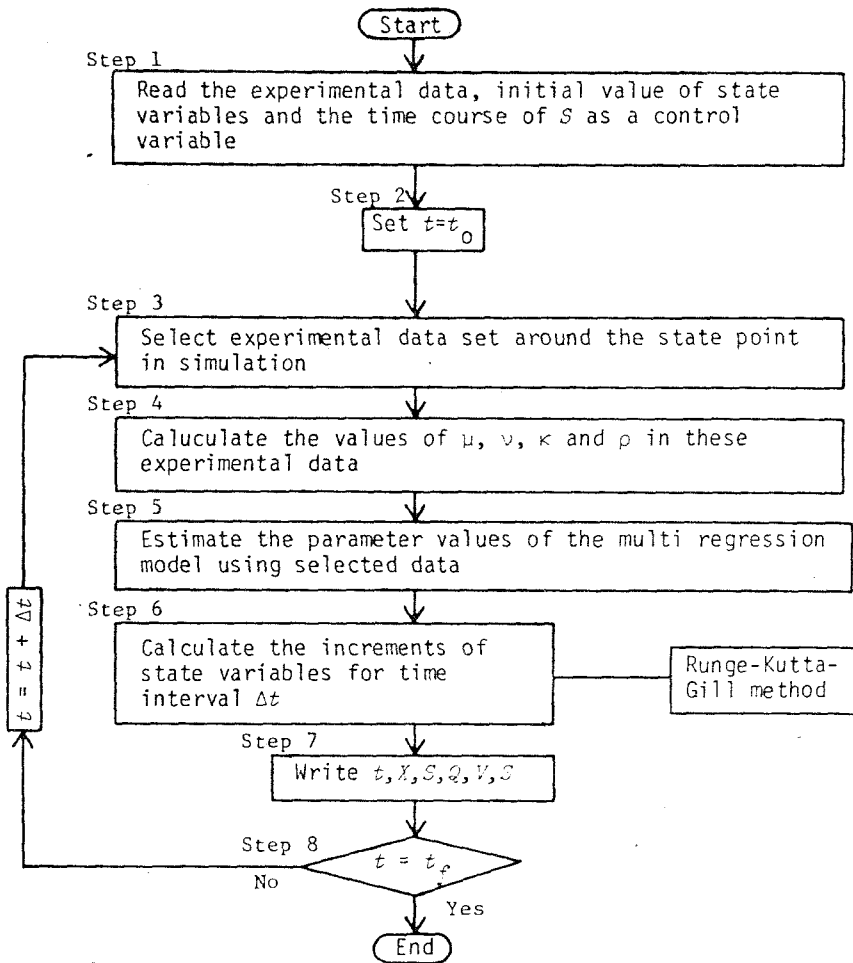 Start
Step 1
Read the experimental data, initial value of state
variables and the time course of S as a control
variable
Step 2
Set t=t₀
Step 3
Select experimental data set around the state point
in simulation
Step 4
Caluculate the values of μ, ν, κ and ρ in these
experimental data
Step 5
Estimate the parameter values of the multi regression
model using selected data
Step 6
Calculate the increments of
state variables for time
interval Δt
Runge-Kutta-
Gill method
Step 7
Write t,X,S,Q,V,S
Step 8
t = t_f
No
Yes
t = t + Δt
End